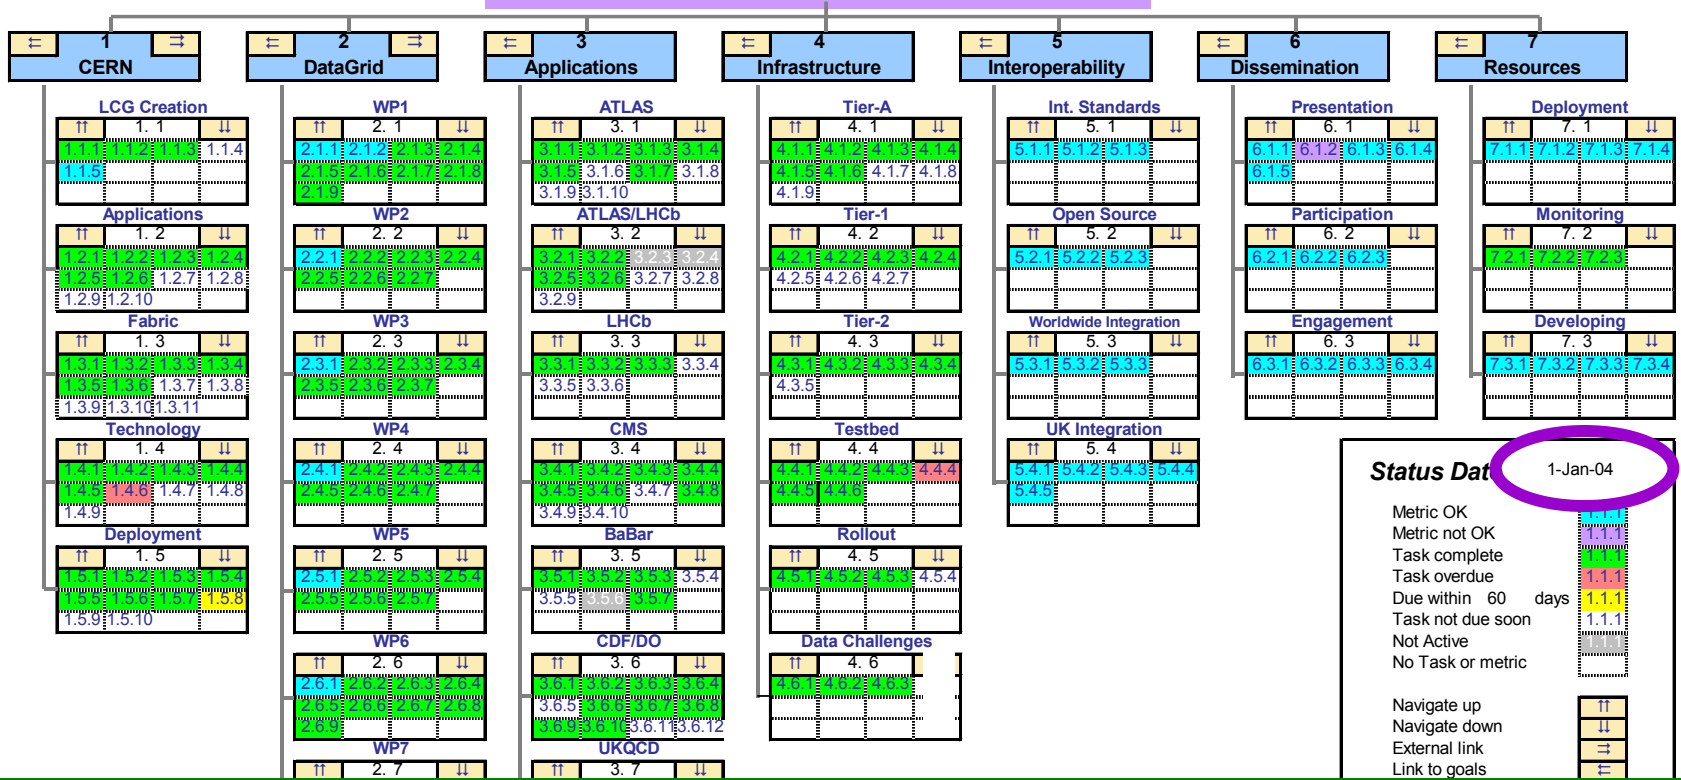 ⇇ 1 ⇉
CERN
LCG Creation
⇈ 1. 1 ⇊
1.1.1 1.1.2 1.1.3 1.1.4
1.1.5
Applications
⇈ 1. 2 ⇊
1.2.1 1.2.2 1.2.3 1.2.4
1.2.5 1.2.6 1.2.7 1.2.8
1.2.9 1.2.10
Fabric
⇈ 1. 3 ⇊
1.3.1 1.3.2 1.3.3 1.3.4
1.3.5 1.3.6 1.3.7 1.3.8
1.3.9 1.3.10 1.3.11
Technology
⇈ 1. 4 ⇊
1.4.1 1.4.2 1.4.3 1.4.4
1.4.5 1.4.6 1.4.7 1.4.8
1.4.9
Deployment
⇈ 1. 5 ⇊
1.5.1 1.5.2 1.5.3 1.5.4
1.5.5 1.5.6 1.5.7 1.5.8
1.5.9 1.5.10
⇇ 2 ⇉
DataGrid
WP1
⇈ 2. 1 ⇊
2.1.1 2.1.2 2.1.3 2.1.4
2.1.5 2.1.6 2.1.7 2.1.8
2.1.9
WP2
⇈ 2. 2 ⇊
2.2.1 2.2.2 2.2.3 2.2.4
2.2.5 2.2.6 2.2.7
WP3
⇈ 2. 3 ⇊
2.3.1 2.3.2 2.3.3 2.3.4
2.3.5 2.3.6 2.3.7
WP4
⇈ 2. 4 ⇊
2.4.1 2.4.2 2.4.3 2.4.4
2.4.5 2.4.6 2.4.7
WP5
⇈ 2. 5 ⇊
2.5.1 2.5.2 2.5.3 2.5.4
2.5.5 2.5.6 2.5.7
WP6
⇈ 2. 6 ⇊
2.6.1 2.6.2 2.6.3 2.6.4
2.6.5 2.6.6 2.6.7 2.6.8
2.6.9
WP7
⇈ 2. 7 ⇊
⇇ 3
Applications
ATLAS
⇈ 3. 1 ⇊
3.1.1 3.1.2 3.1.3 3.1.4
3.1.5 3.1.6 3.1.7 3.1.8
3.1.9 3.1.10
ATLAS/LHCb
⇈ 3. 2 ⇊
3.2.1 3.2.2 3.2.3 3.2.4
3.2.5 3.2.6 3.2.7 3.2.8
3.2.9
LHCb
⇈ 3. 3 ⇊
3.3.1 3.3.2 3.3.3 3.3.4
3.3.5 3.3.6
CMS
⇈ 3. 4 ⇊
3.4.1 3.4.2 3.4.3 3.4.4
3.4.5 3.4.6 3.4.7 3.4.8
3.4.9 3.4.10
BaBar
⇈ 3. 5 ⇊
3.5.1 3.5.2 3.5.3 3.5.4
3.5.5 3.5.6 3.5.7
CDF/DO
⇈ 3. 6 ⇊
3.6.1 3.6.2 3.6.3 3.6.4
3.6.5 3.6.6 3.6.7 3.6.8
3.6.9 3.6.10 3.6.11 3.6.12
UKQCD
⇈ 3. 7 ⇊
⇇ 4
Infrastructure
Tier-A
⇈ 4. 1 ⇊
4.1.1 4.1.2 4.1.3 4.1.4
4.1.5 4.1.6 4.1.7 4.1.8
4.1.9
Tier-1
⇈ 4. 2 ⇊
4.2.1 4.2.2 4.2.3 4.2.4
4.2.5 4.2.6 4.2.7
Tier-2
⇈ 4. 3 ⇊
4.3.1 4.3.2 4.3.3 4.3.4
4.3.5
Testbed
⇈ 4. 4 ⇊
4.4.1 4.4.2 4.4.3 4.4.4
4.4.5 4.4.6
Rollout
⇈ 4. 5 ⇊
4.5.1 4.5.2 4.5.3 4.5.4
Data Challenges
⇈ 4. 6
4.6.1 4.6.2 4.6.3
⇇ 5
Interoperability
Int. Standards
⇈ 5. 1 ⇊
5.1.1 5.1.2 5.1.3
Open Source
⇈ 5. 2 ⇊
5.2.1 5.2.2 5.2.3
Worldwide Integration
⇈ 5. 3 ⇊
5.3.1 5.3.2 5.3.3
UK Integration
⇈ 5. 4 ⇊
5.4.1 5.4.2 5.4.3 5.4.4
5.4.5
⇇ 6
Dissemination
Presentation
⇈ 6. 1 ⇊
6.1.1 6.1.2 6.1.3 6.1.4
6.1.5
Participation
⇈ 6. 2 ⇊
6.2.1 6.2.2 6.2.3
Engagement
⇈ 6. 3 ⇊
6.3.1 6.3.2 6.3.3 6.3.4
⇇ 7
Resources
Deployment
⇈ 7. 1 ⇊
7.1.1 7.1.2 7.1.3 7.1.4
Monitoring
⇈ 7. 2 ⇊
7.2.1 7.2.2 7.2.3
Developing
⇈ 7. 3 ⇊
7.3.1 7.3.2 7.3.3 7.3.4
Status Dat 1-Jan-04
Metric OK 1.1.1
Metric not OK 1.1.1
Task complete 1.1.1
Task overdue 1.1.1
Due within 60 days 1.1.1
Task not due soon 1.1.1
Not Active 1.1.1
No Task or metric
Navigate up ⇈
Navigate down ⇊
External link ⇉
Link to goals ⇇